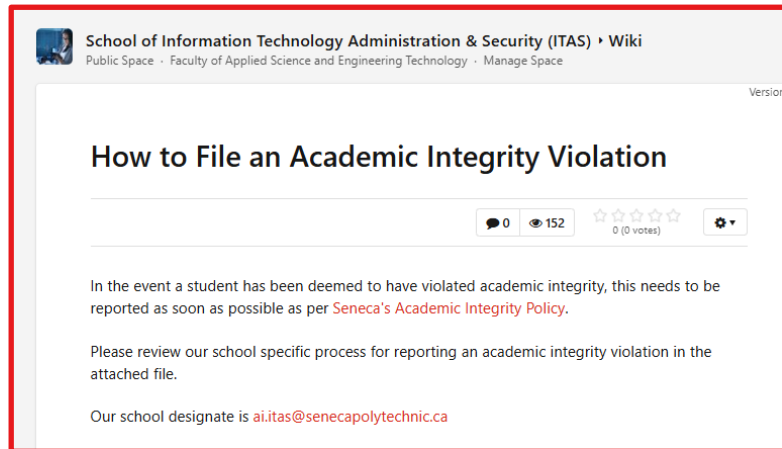 School of Information Technology Administration & Security (ITAS) ‣ Wiki
Public Space · Faculty of Applied Science and Engineering Technology · Manage Space
Version
How to File an Academic Integrity Violation
0 152 0 (0 votes)
In the event a student has been deemed to have violated academic integrity, this needs to be
reported as soon as possible as per Seneca's Academic Integrity Policy.
Please review our school specific process for reporting an academic integrity violation in the
attached file.
Our school designate is ai.itas@senecapolytechnic.ca